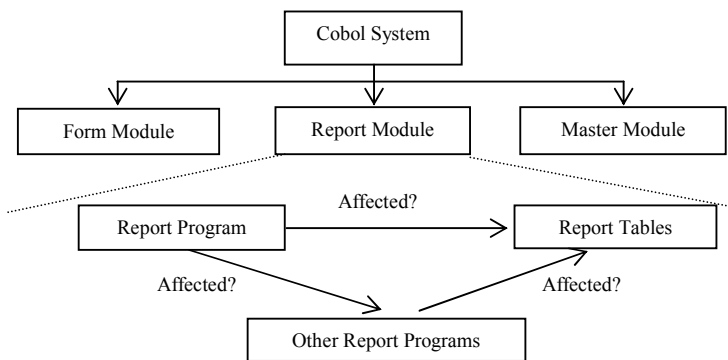 Cobol System
Form Module
Report Module
Master Module
Affected?
Report Program
Report Tables
Affected?
Affected?
Other Report Programs